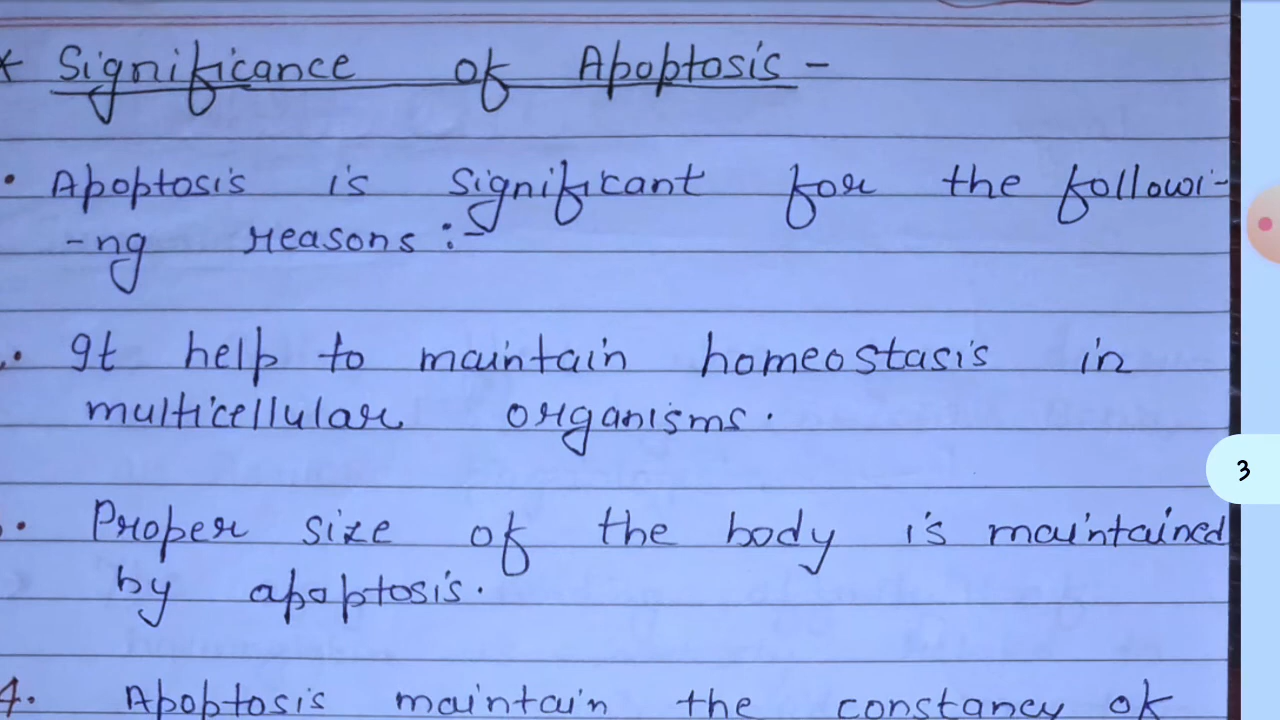 * Significance of Apoptosis -
• Apoptosis is significant for the followi-
-ng reasons :-
• It help to maintain homeostasis in
multicellular organisms.
• Proper size of the body is maintained
by apoptosis.
3
4. Apoptosis maintain the constancy of